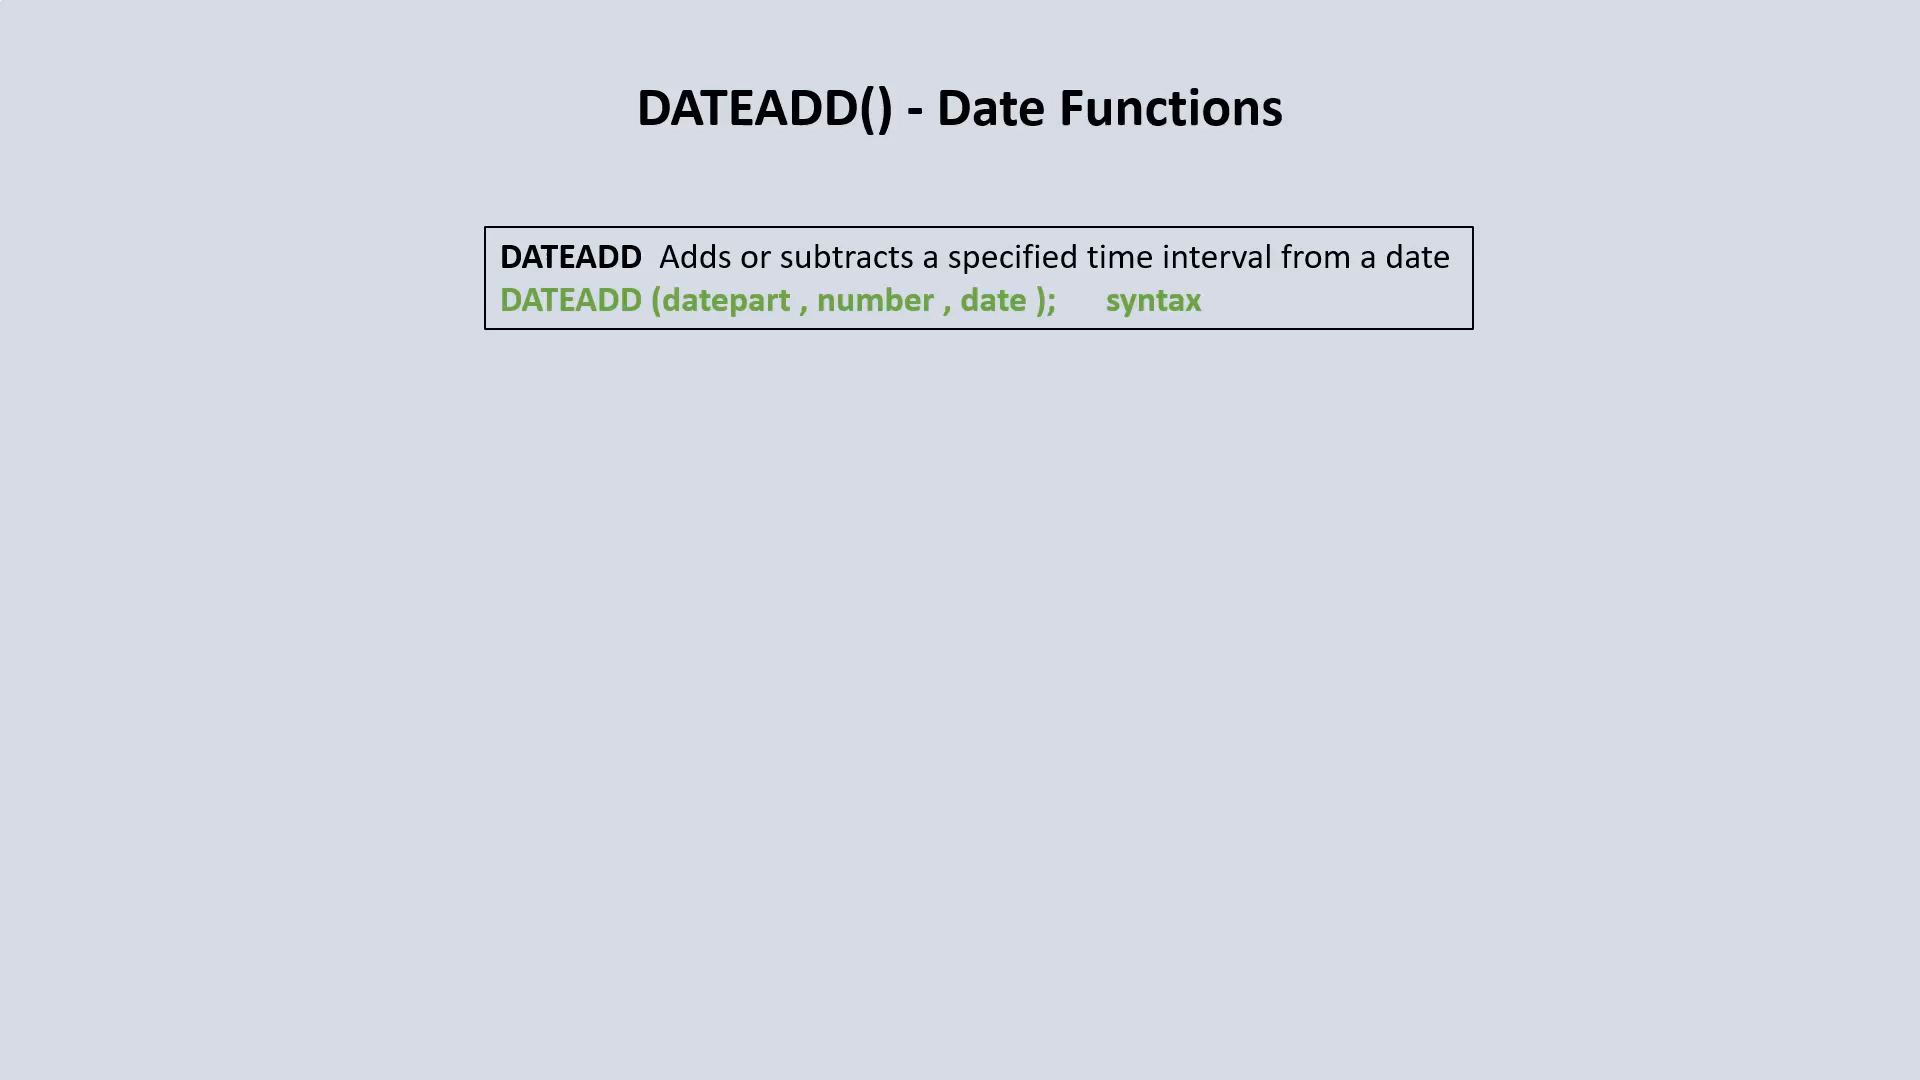 DATEADD() - Date Functions
DATEADD Adds or subtracts a specified time interval from a date
DATEADD (datepart , number , date ); syntax